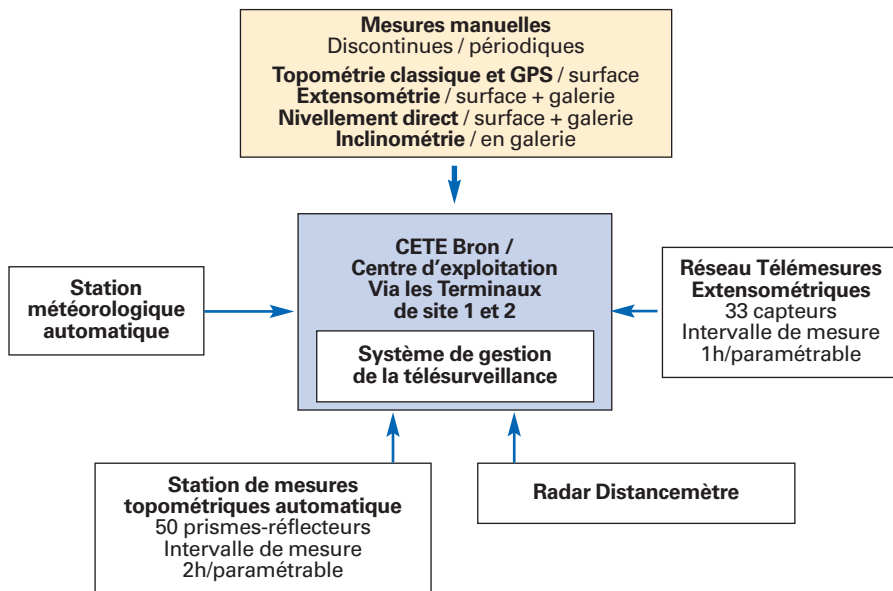 Mesures manuelles
Discontinues / périodiques
Topométrie classique et GPS / surface
Extensométrie / surface + galerie
Nivellement direct / surface + galerie
Inclinométrie / en galerie
CETE Bron /
Centre d'exploitation
Via les Terminaux
de site 1 et 2
Système de gestion
de la télésurveillance
Station
météorologique
automatique
Réseau Télémesures
Extensométriques
33 capteurs
Intervalle de mesure
1h/paramétrable
Station de mesures
topométriques automatique
50 prismes-réflecteurs
Intervalle de mesure
2h/paramétrable
Radar Distancemètre